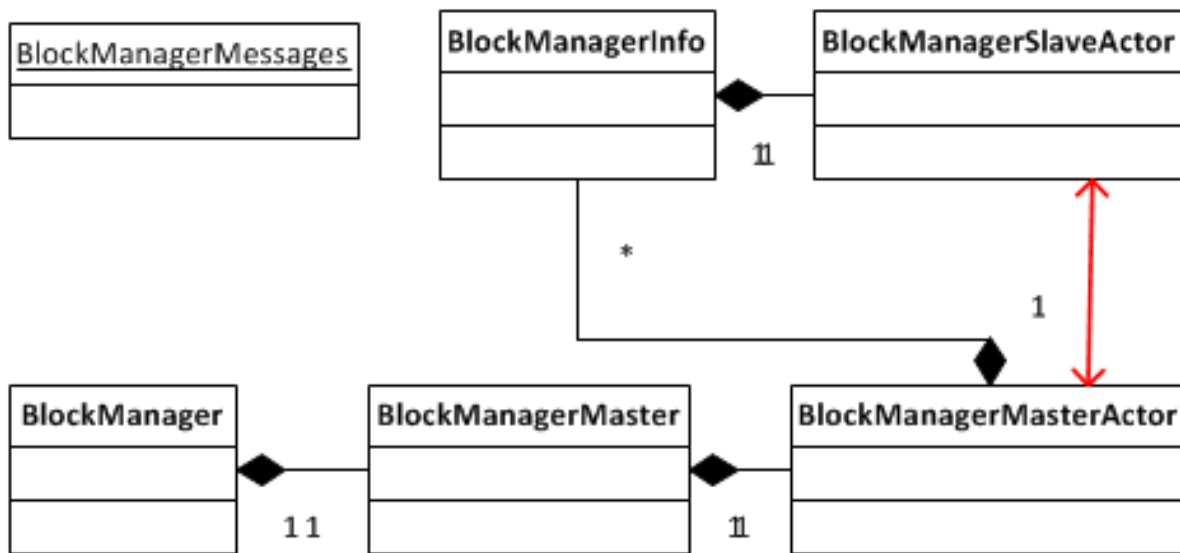 BlockManagerMessages
BlockManagerInfo
BlockManagerSlaveActor
11
*
1
BlockManager
BlockManagerMaster
BlockManagerMasterActor
1 1
11